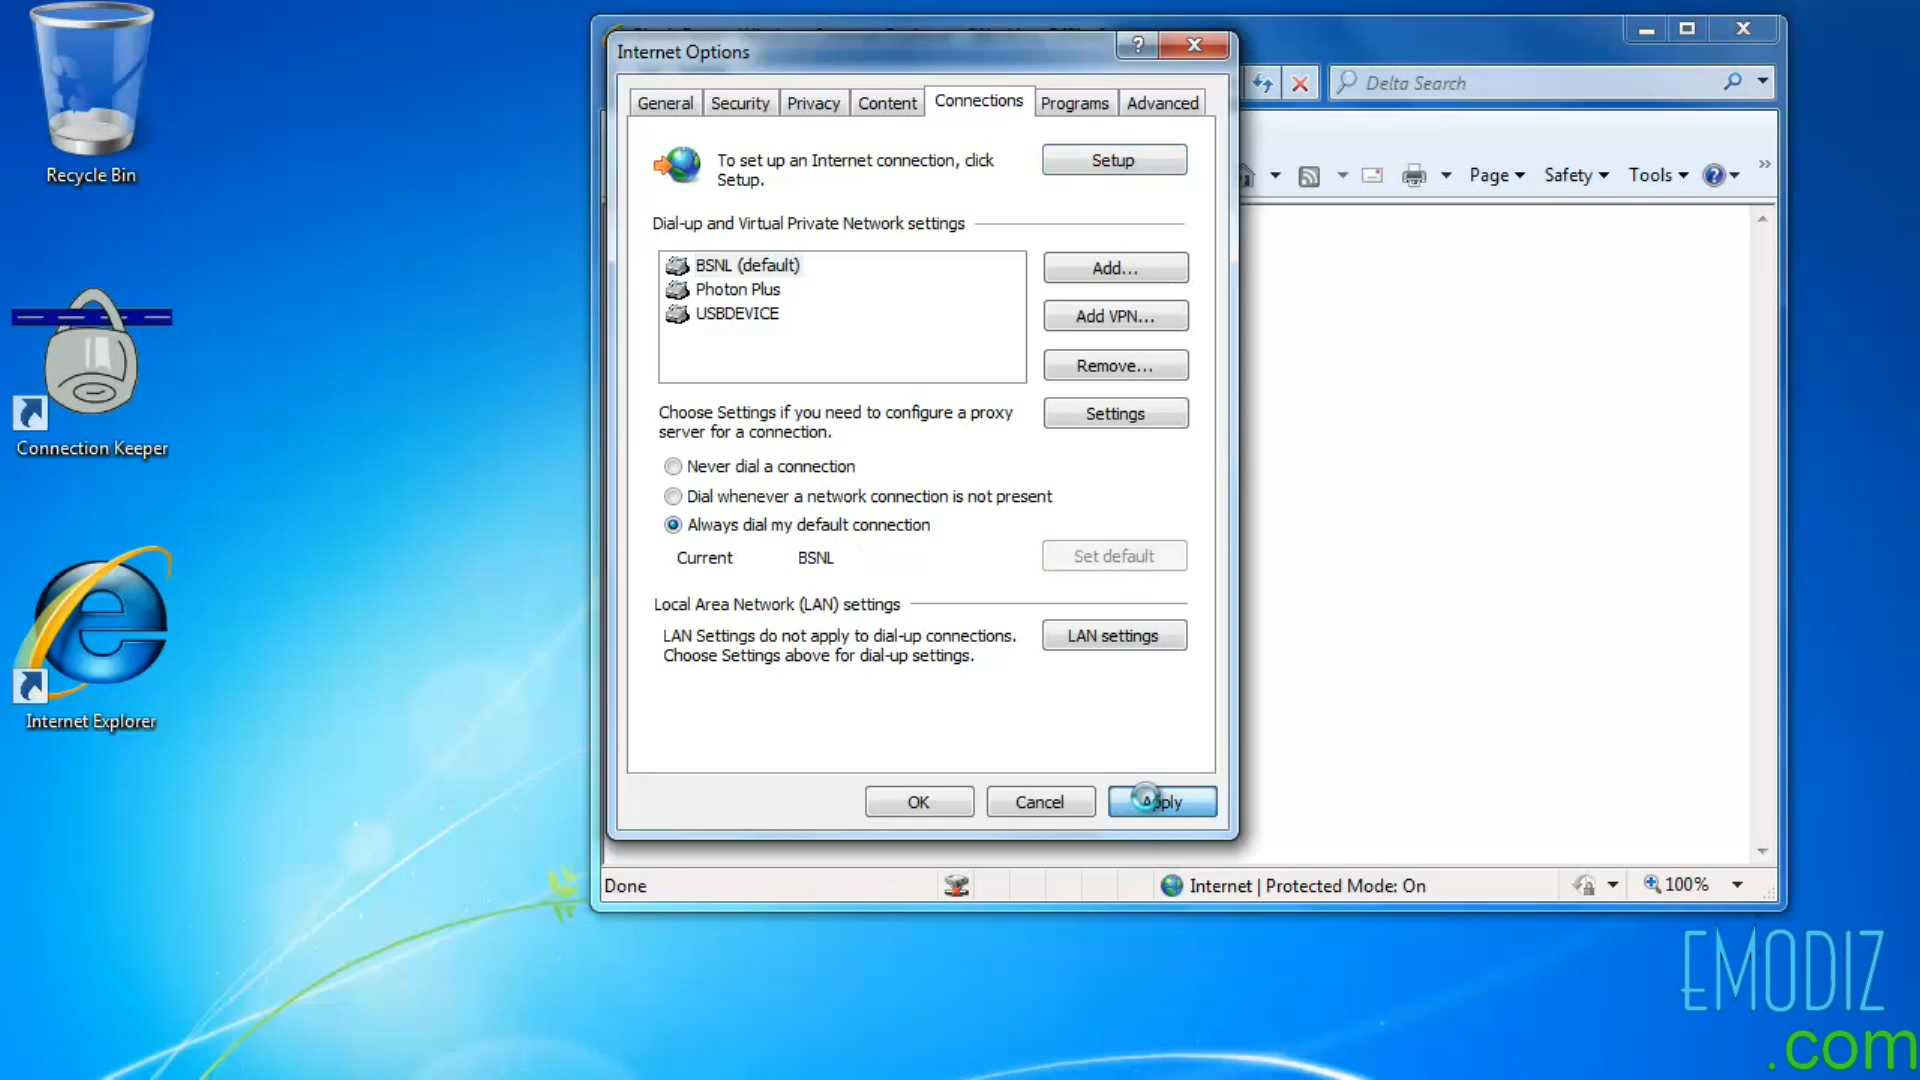 Recycle Bin
Connection Keeper
Internet Explorer
Internet Options
General Security Privacy Content Connections Programs Advanced
To set up an Internet connection, click
Setup.
Setup
Dial-up and Virtual Private Network settings
BSNL (default)
Photon Plus
USBDEVICE
Add...
Add VPN...
Remove...
Choose Settings if you need to configure a proxy
server for a connection.
Settings
Never dial a connection
Dial whenever a network connection is not present
Always dial my default connection
Current BSNL
Set default
Local Area Network (LAN) settings
LAN Settings do not apply to dial-up connections.
Choose Settings above for dial-up settings.
LAN settings
OK Cancel Apply
Delta Search
Page Safety Tools
Done
Internet | Protected Mode: On
100%
EMODIZ
.com